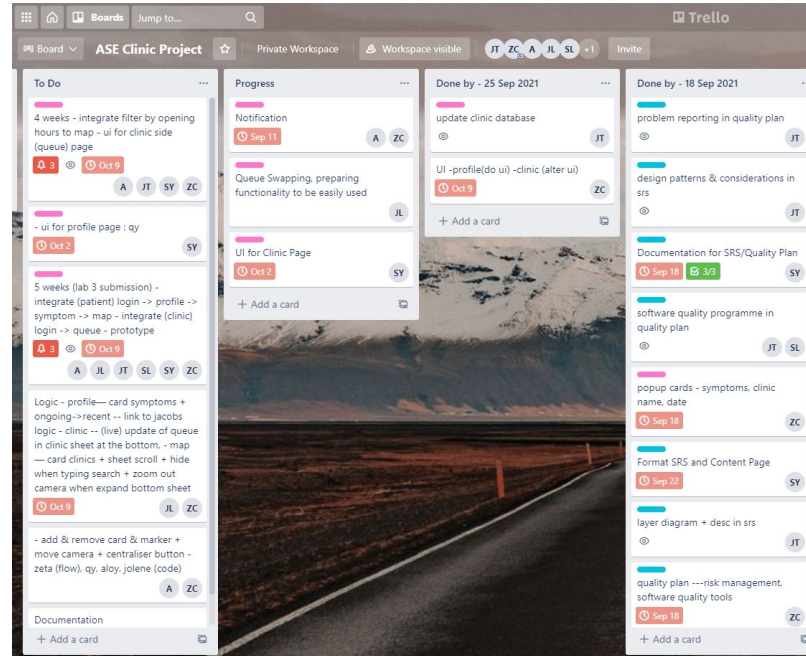 Boards
Jump to...
Trello
Board
ASE Clinic Project
Private Workspace
Workspace visible
JT
ZC
A
JL
SL
+1
Invite
To Do
4 weeks - integrate filter by opening
hours to map - ui for clinic side
(queue) page
3
Oct 9
A
JT
SY
ZC
- ui for profile page : qy
Oct 2
SY
5 weeks (lab 3 submission) -
integrate (patient) login -> profile ->
symptom -> map - integrate (clinic)
login -> queue - prototype
3
Oct 9
A
JL
JT
SL
SY
ZC
Logic - profile— card symptoms +
ongoing->recent -- link to jacobs
logic - clinic -- (live) update of queue
in clinic sheet at the bottom, - map
— card clinics + sheet scroll + hide
when typing search + zoom out
camera when expand bottom sheet
Oct 9
JL
ZC
- add & remove card & marker +
move camera + centraliser button -
zeta (flow), qy, aloy, jolene (code)
A
ZC
Documentation
+ Add a card
Progress
Notification
Sep 11
A
ZC
Queue Swapping, preparing
functionality to be easily used
JL
UI for Clinic Page
Oct 2
SY
+ Add a card
Done by - 25 Sep 2021
update clinic database
JT
UI -profile(do ui) -clinic (alter ui)
Oct 9
ZC
+ Add a card
Done by - 18 Sep 2021
problem reporting in quality plan
JT
design patterns & considerations in
srs
JT
Documentation for SRS/Quality Plan
Sep 18
3/3
SY
software quality programme in
quality plan
JT
SL
popup cards - symptoms, clinic
name, date
Sep 18
ZC
Format SRS and Content Page
Sep 22
SY
layer diagram + desc in srs
JT
quality plan ---risk management,
software quality tools
Sep 18
ZC
+ Add a card